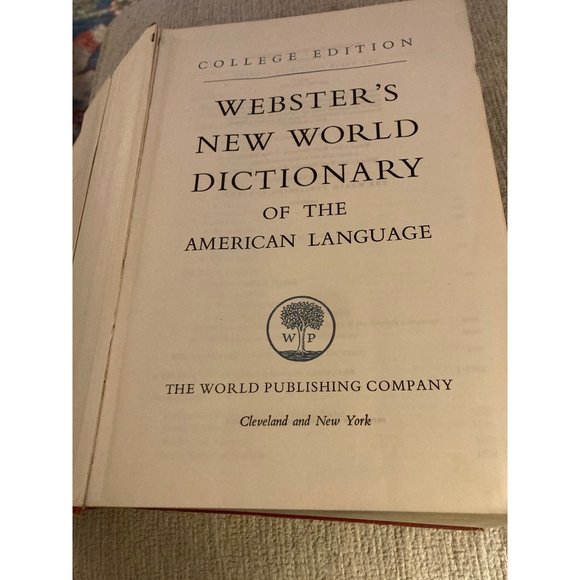 COLLEGE EDITION
WEBSTER'S
NEW WORLD
DICTIONARY
OF THE
AMERICAN LANGUAGE
W P
THE WORLD PUBLISHING COMPANY
Cleveland and New York